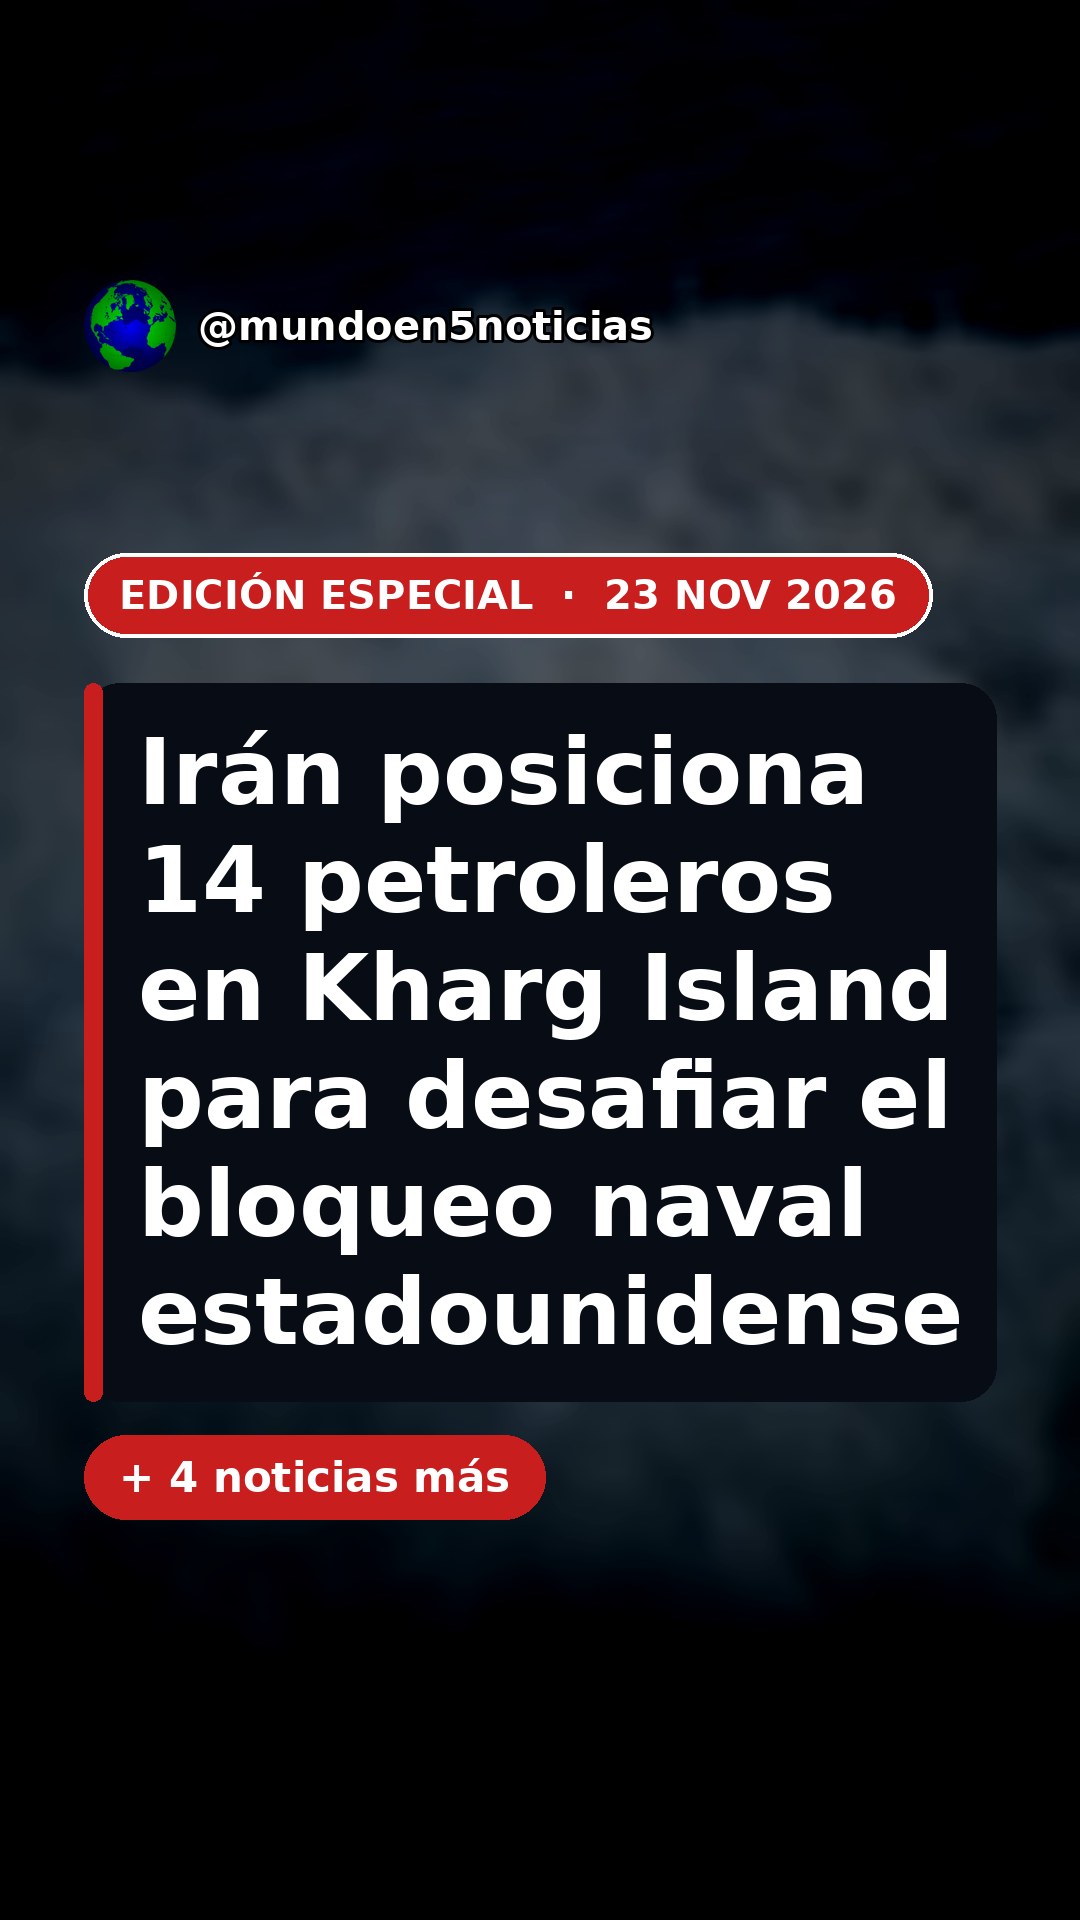 @mundoen5noticias
EDICIÓN ESPECIAL · 23 NOV 2026
Irán posiciona
14 petroleros
en Kharg Island
para desafiar el
bloqueo naval
estadounidense
+ 4 noticias más